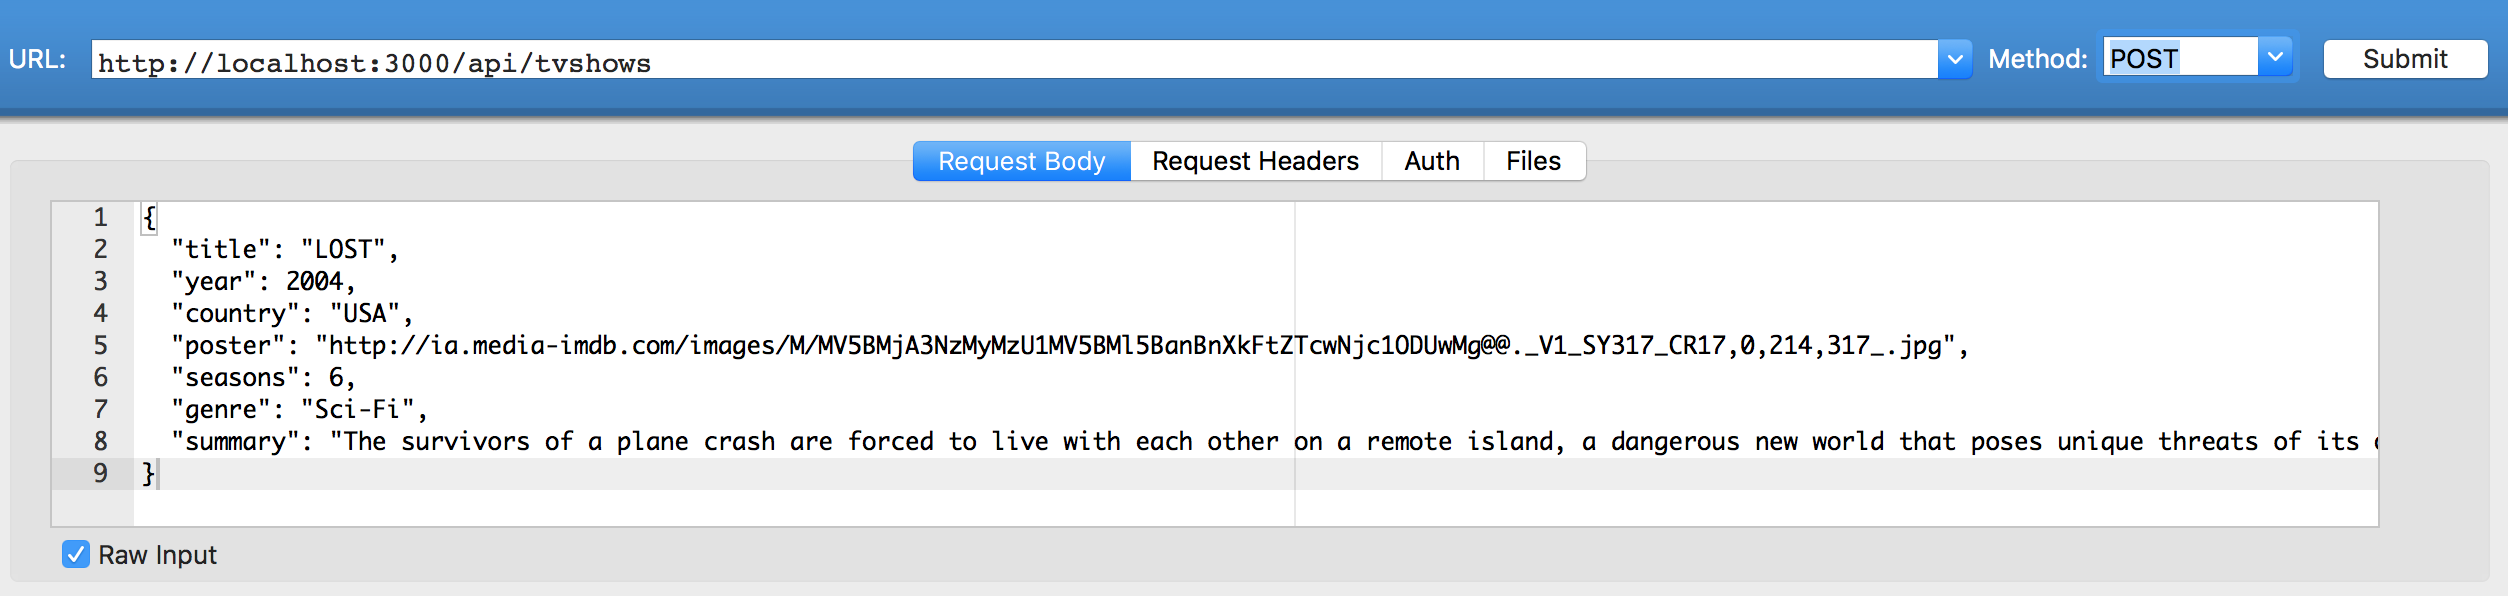 URL: http://localhost:3000/api/tvshows Method: POST Submit
Request Body Request Headers Auth Files
1 {
2 "title": "LOST",
3 "year": 2004,
4 "country": "USA",
5 "poster": "http://ia.media-imdb.com/images/M/MV5BMjA3NzMyMzU1MV5BMl5BanBnXkFtZTcwNjc1ODUwMg@@._V1_SY317_CR17,0,214,317_.jpg",
6 "seasons": 6,
7 "genre": "Sci-Fi",
8 "summary": "The survivors of a plane crash are forced to live with each other on a remote island, a dangerous new world that poses unique threats of its
9 }
Raw Input